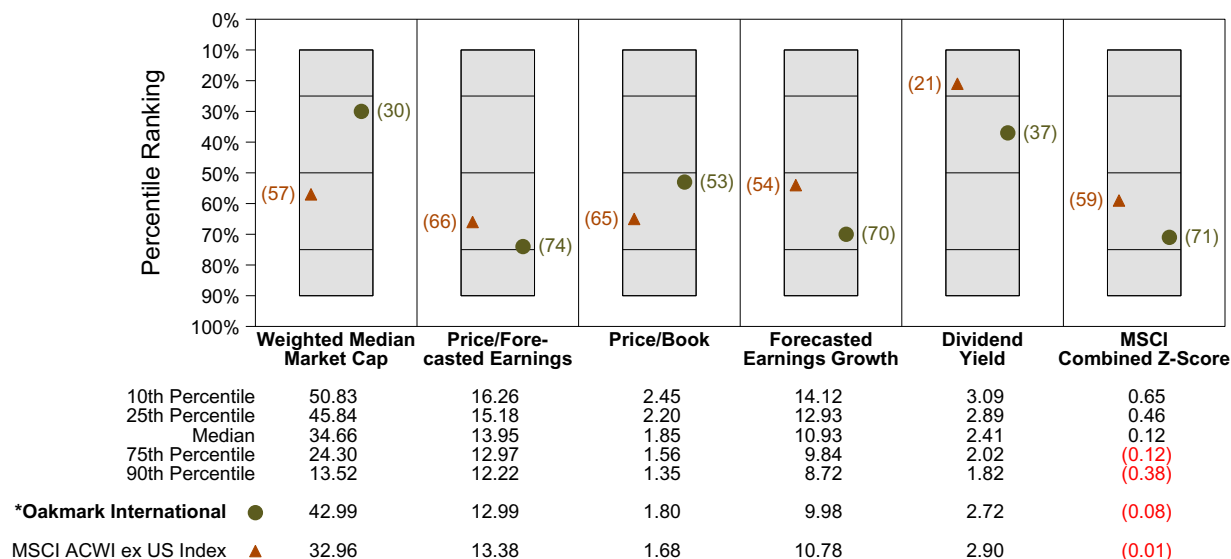 Percentile Ranking
0%
10%
20%
30%
40%
50%
60%
70%
80%
90%
100%
(57) (30)
(66) (74)
(65) (53)
(54) (70)
(21) (37)
(59) (71)
Weighted Median
Market Cap
Price/Fore-
casted Earnings
Price/Book
Forecasted
Earnings Growth
Dividend
Yield
MSCI
Combined Z-Score
10th Percentile 50.83 16.26 2.45 14.12 3.09 0.65
25th Percentile 45.84 15.18 2.20 12.93 2.89 0.46
Median 34.66 13.95 1.85 10.93 2.41 0.12
75th Percentile 24.30 12.97 1.56 9.84 2.02 (0.12)
90th Percentile 13.52 12.22 1.35 8.72 1.82 (0.38)
*Oakmark International 42.99 12.99 1.80 9.98 2.72 (0.08)
MSCI ACWI ex US Index 32.96 13.38 1.68 10.78 2.90 (0.01)